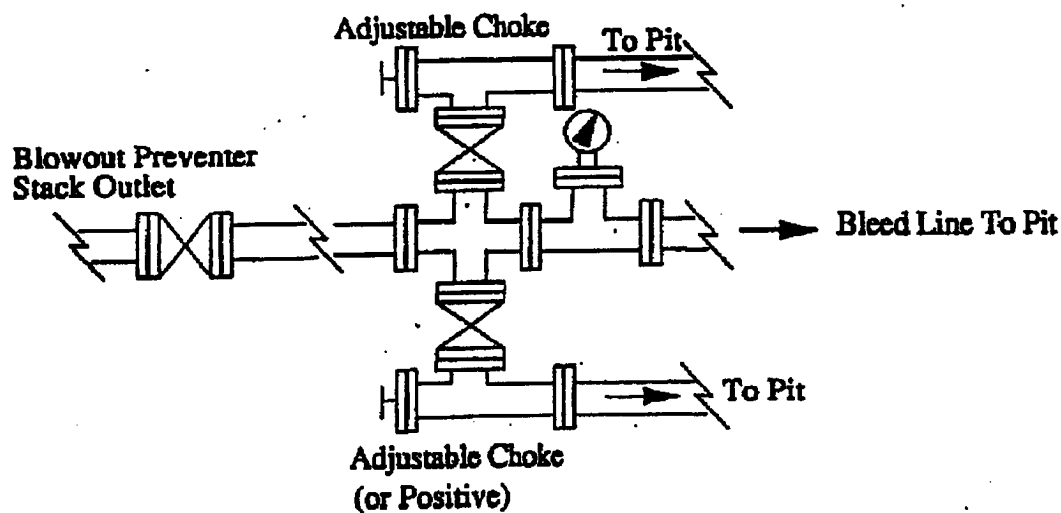 Adjustable Choke
To Pit
Blowout Preventer
Stack Outlet
Bleed Line To Pit
To Pit
Adjustable Choke
(or Positive)